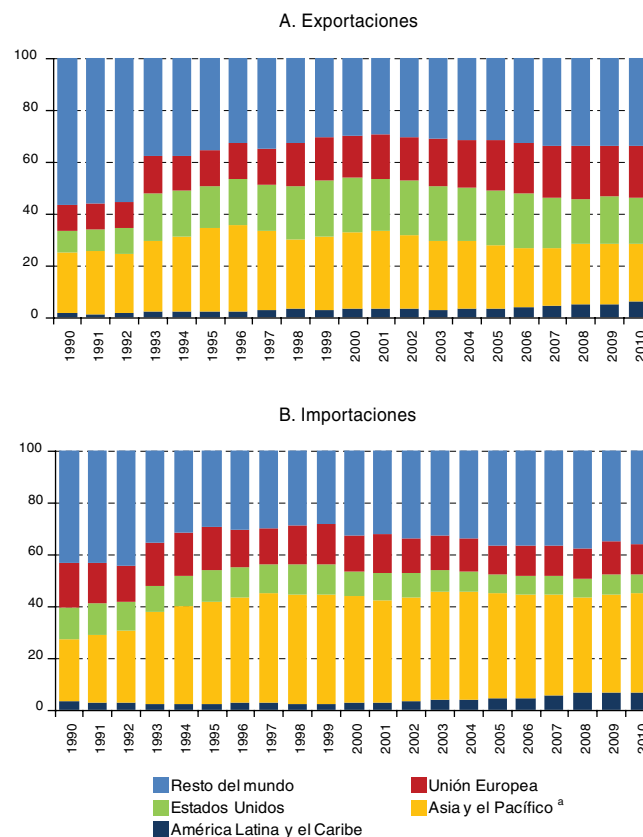 A. Exportaciones
100
80
60
40
20
0
1990 1991 1992 1993 1994 1995 1996 1997 1998 1999 2000 2001 2002 2003 2004 2005 2006 2007 2008 2009 2010
B. Importaciones
100
80
60
40
20
0
1990 1991 1992 1993 1994 1995 1996 1997 1998 1999 2000 2001 2002 2003 2004 2005 2006 2007 2008 2009 2010
Resto del mundo Unión Europea
Estados Unidos Asia y el Pacífico a
América Latina y el Caribe